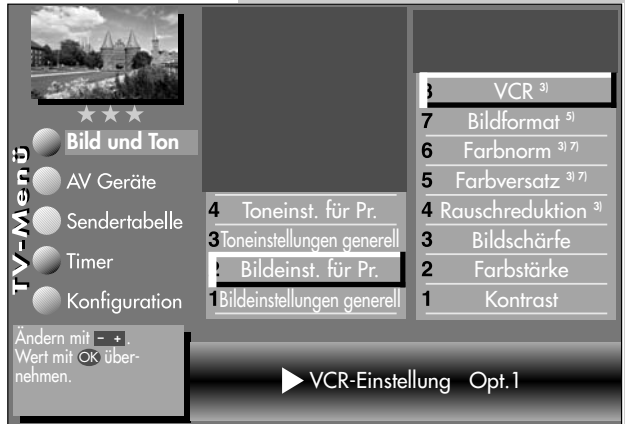 TV-Menü
Bild und Ton
AV Geräte
Sendertabelle
Timer
Konfiguration
Ändern mit - + .
Wert mit OK über-
nehmen.
4 Toneinst. für Pr.
3 Toneinstellungen generell
2 Bildeinst. für Pr.
1 Bildeinstellungen generell
8 VCR 3)
7 Bildformat 5)
6 Farbnorm 3) 7)
5 Farbversatz 3) 7)
4 Rauschreduktion 3)
3 Bildschärfe
2 Farbstärke
1 Kontrast
VCR-Einstellung Opt.1